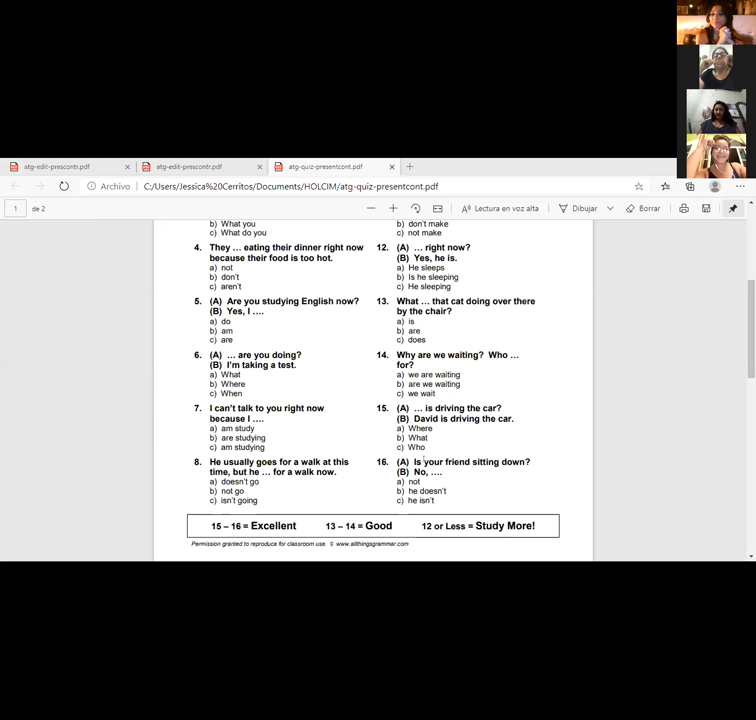 atg-edit-prescontr.pdf
atg-edit-prescontr.pdf
atg-quiz-presentcont.pdf
Archivo
C:/Users/Jessica%20Cerritos/Documents/HOLCIM/atg-quiz-presentcont.pdf
1 de 2
Lectura en voz alta
Dibujar
Borrar
b) What you
c) What do you
4. They … eating their dinner right now
because their food is too hot.
a) not
b) don't
c) aren't
5. (A) Are you studying English now?
(B) Yes, I ….
a) do
b) am
c) are
6. (A) … are you doing?
(B) I'm taking a test.
a) What
b) Where
c) When
7. I can't talk to you right now
because I ….
a) am study
b) are studying
c) am studying
8. He usually goes for a walk at this
time, but he … for a walk now.
a) doesn't go
b) not go
c) isn't going
b) don't make
c) not make
12. (A) … right now?
(B) Yes, he is.
a) He sleeps
b) Is he sleeping
c) He sleeping
13. What … that cat doing over there
by the chair?
a) is
b) are
c) does
14. Why are we waiting? Who …
for?
a) we are waiting
b) are we waiting
c) we wait
15. (A) … is driving the car?
(B) David is driving the car.
a) Where
b) What
c) Who
16. (A) Is your friend sitting down?
(B) No, ….
a) not
b) he doesn't
c) he isn't
15 – 16 = Excellent 13 – 14 = Good 12 or Less = Study More!
Permission granted to reproduce for classroom use. © www.allthingsgrammar.com